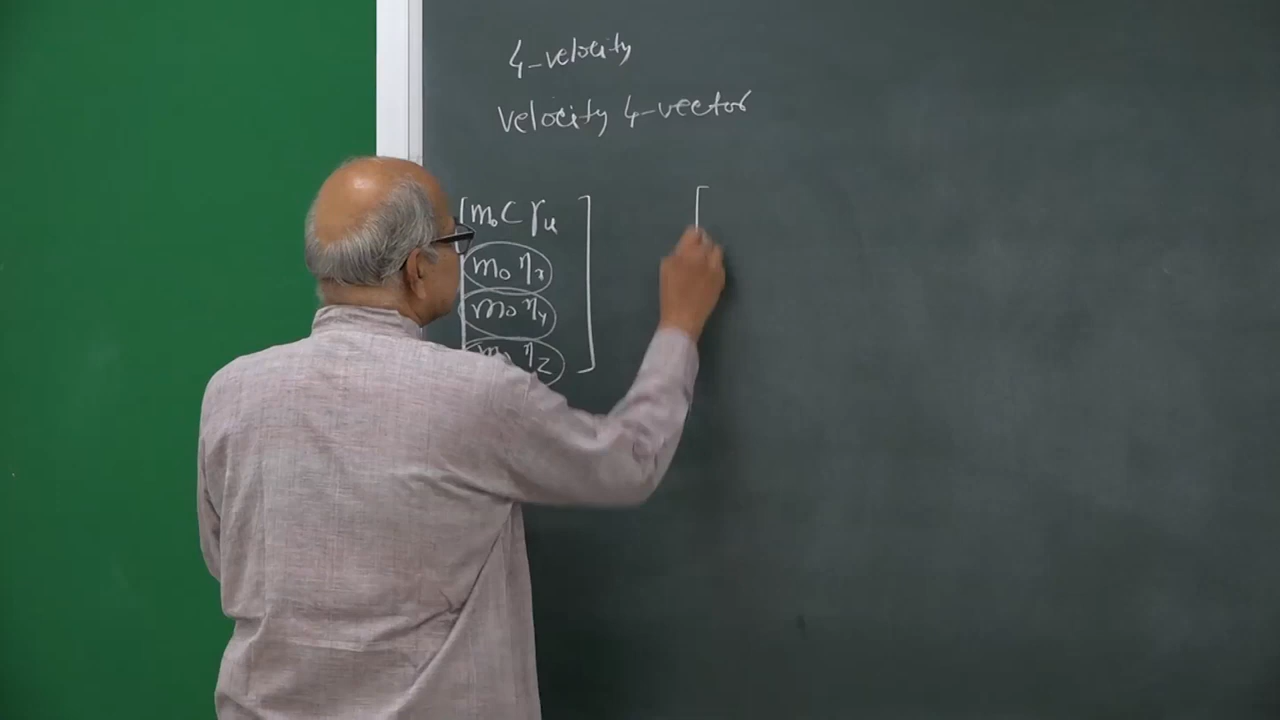 4-velocity
velocity 4-vector
[m₀ c γᵤ ]
m₀ ηₓ
m₀ ηᵧ
m₀ η_z
[